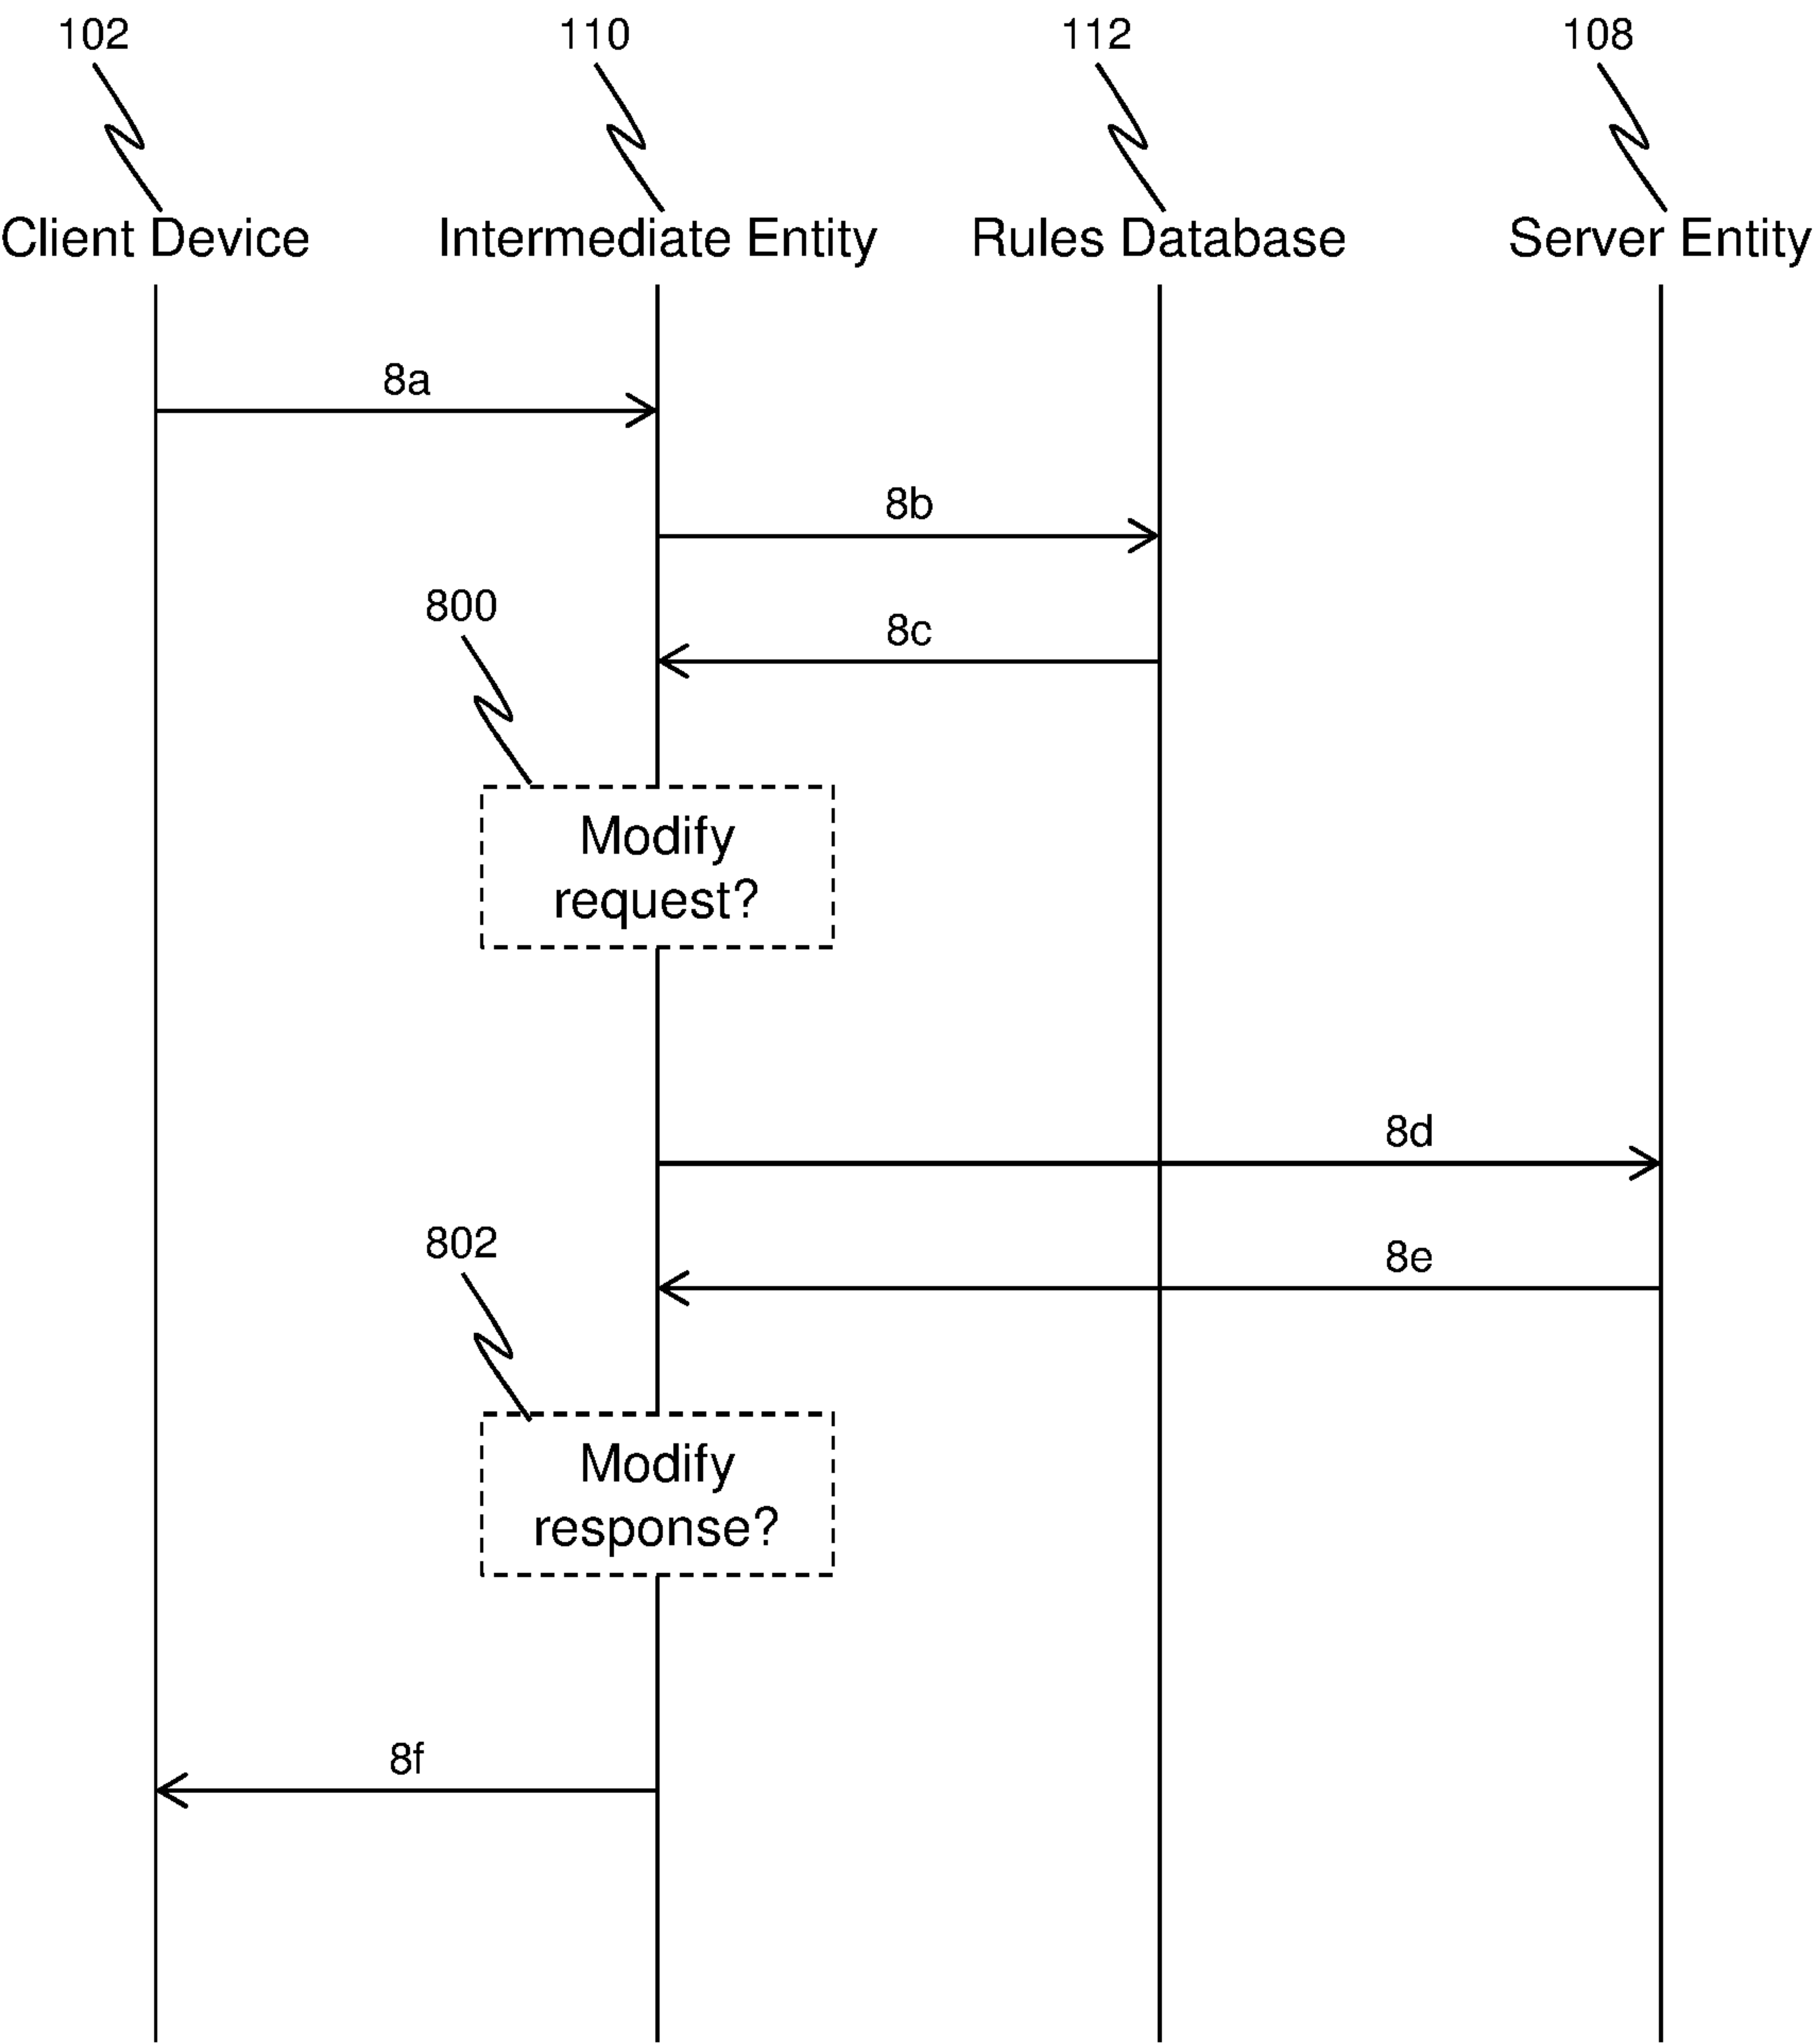 102
110
112
108
Client Device
Intermediate Entity
Rules Database
Server Entity
8a
8b
800
8c
Modify
request?
8d
802
8e
Modify
response?
8f